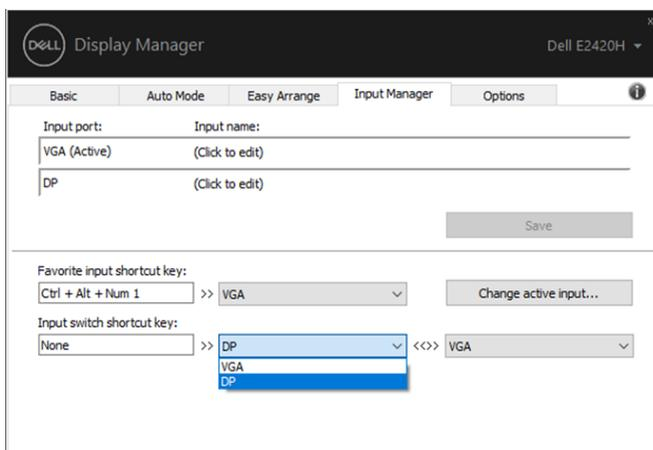 x
DELL Display Manager Dell E2420H
Basic Auto Mode Easy Arrange Input Manager Options
Input port: Input name:
VGA (Active) (Click to edit)
DP (Click to edit)
Save
Favorite input shortcut key:
Ctrl + Alt + Num 1 >> VGA Change active input...
Input switch shortcut key:
None >> DP <<>> VGA
VGA
DP